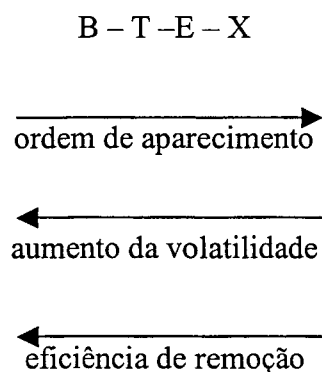 B – T –E – X
ordem de aparecimento
aumento da volatilidade
eficiência de remoção